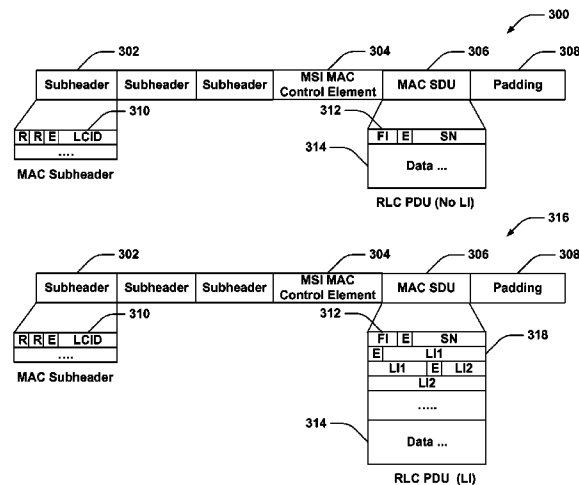 300
302
304
306
308
Subheader Subheader Subheader MSI MAC Control Element MAC SDU Padding
310
312
R R E LCID
....
MAC Subheader
FI E SN
314
Data ...
RLC PDU (No LI)
316
302
304
306
308
Subheader Subheader Subheader MSI MAC Control Element MAC SDU Padding
310
312
318
R R E LCID
....
MAC Subheader
FI E SN
E LI1
LI1 E LI2
LI2
.....
314
Data ...
RLC PDU (LI)